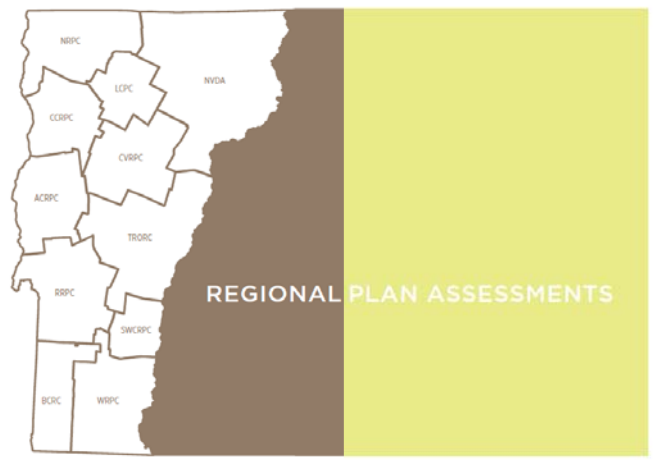 NRPC
LCPC
NVDA
CCRPC
CVRPC
ACRPC
TRORC
RRPC
REGIONAL PLAN ASSESSMENTS
SWCRPC
BCRC
WRPC